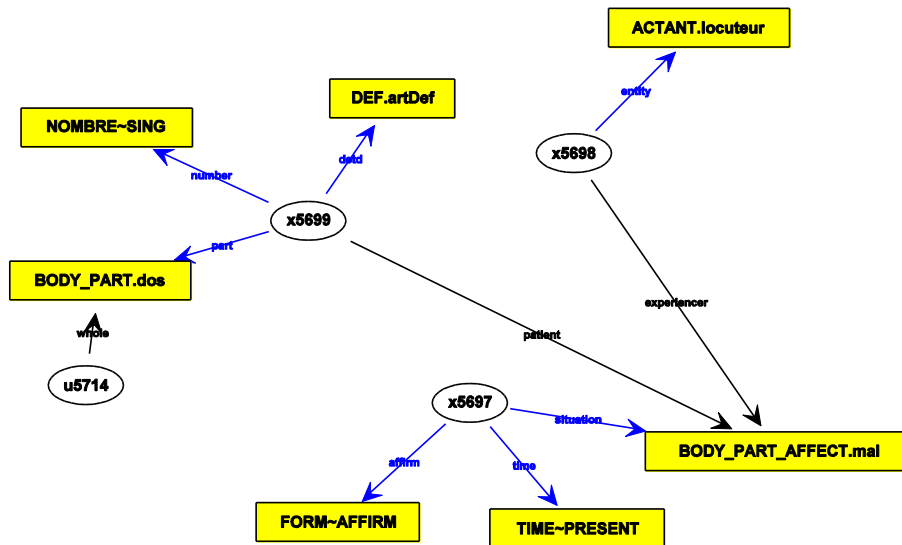 ACTANT.locuteur
entity
DEF.artDef
NOMBRE~SING
detd
x5698
number
x5699
part
BODY_PART.dos
experiencer
whole
patient
u5714
x5697
situation
BODY_PART_AFFECT.mal
affirm
time
FORM~AFFIRM
TIME~PRESENT